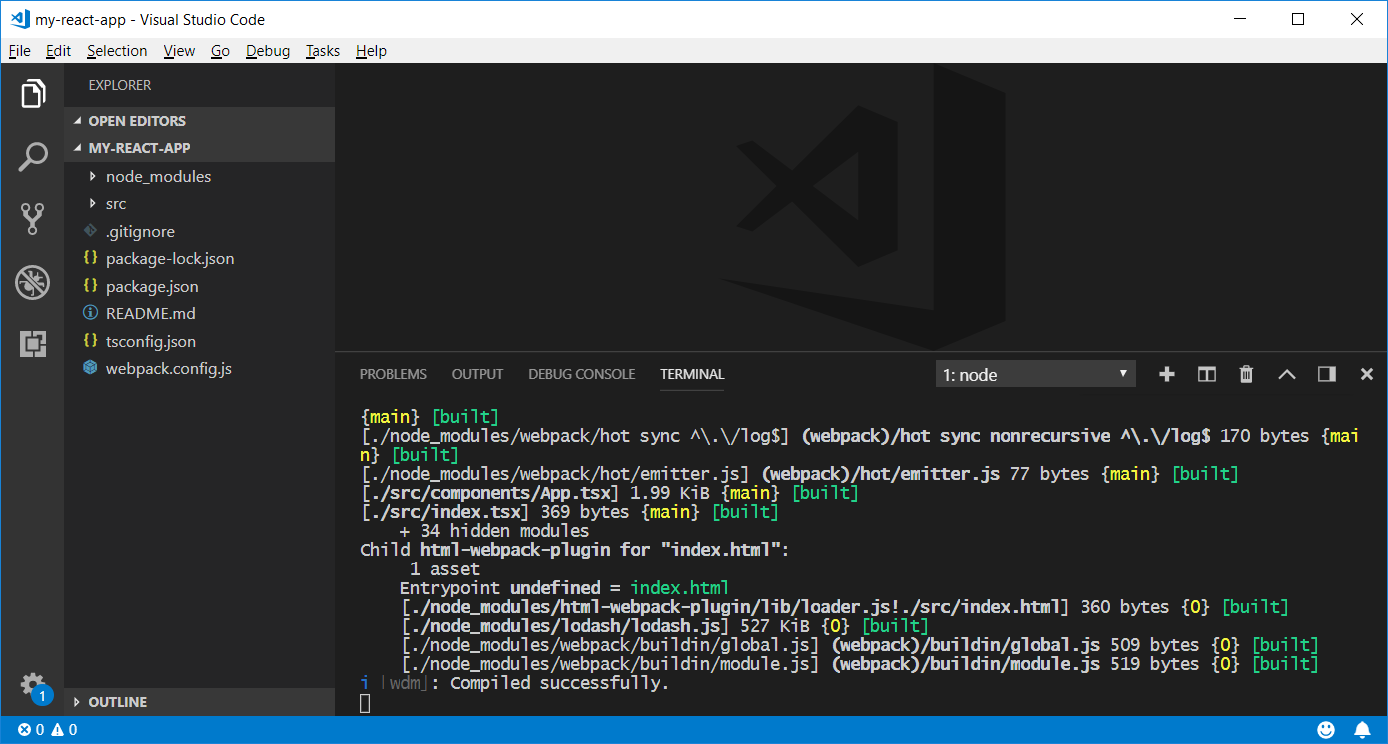 my-react-app - Visual Studio Code
File Edit Selection View Go Debug Tasks Help
EXPLORER
OPEN EDITORS
MY-REACT-APP
node_modules
src
.gitignore
package-lock.json
package.json
README.md
tsconfig.json
webpack.config.js
OUTLINE
1
PROBLEMS OUTPUT DEBUG CONSOLE TERMINAL 1: node
{main} [built]
[./node_modules/webpack/hot sync ^\.\/log$] (webpack)/hot sync nonrecursive ^\.\/log$ 170 bytes {mai
n} [built]
[./node_modules/webpack/hot/emitter.js] (webpack)/hot/emitter.js 77 bytes {main} [built]
[./src/components/App.tsx] 1.99 KiB {main} [built]
[./src/index.tsx] 369 bytes {main} [built]
+ 34 hidden modules
Child html-webpack-plugin for "index.html":
1 asset
Entrypoint undefined = index.html
[./node_modules/html-webpack-plugin/lib/loader.js!./src/index.html] 360 bytes {0} [built]
[./node_modules/lodash/lodash.js] 527 KiB {0} [built]
[./node_modules/webpack/buildin/global.js] (webpack)/buildin/global.js 509 bytes {0} [built]
[./node_modules/webpack/buildin/module.js] (webpack)/buildin/module.js 519 bytes {0} [built]
i ｢wdm｣: Compiled successfully.
0 0